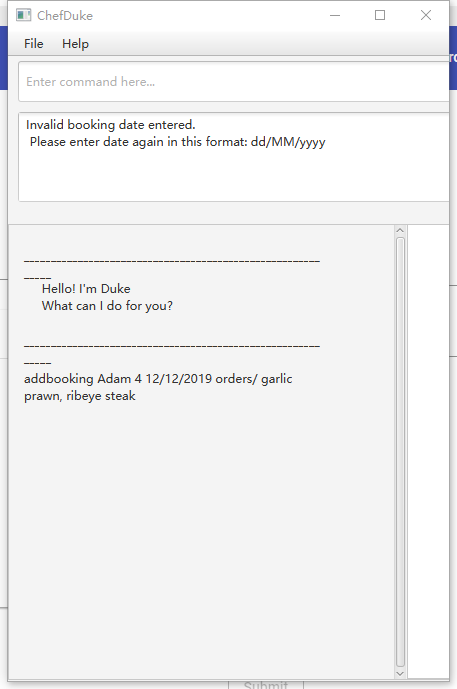 ChefDuke
File Help
Enter command here...
Invalid booking date entered.
Please enter date again in this format: dd/MM/yyyy
Hello! I'm Duke
What can I do for you?
addbooking Adam 4 12/12/2019 orders/ garlic
prawn, ribeye steak
Submit